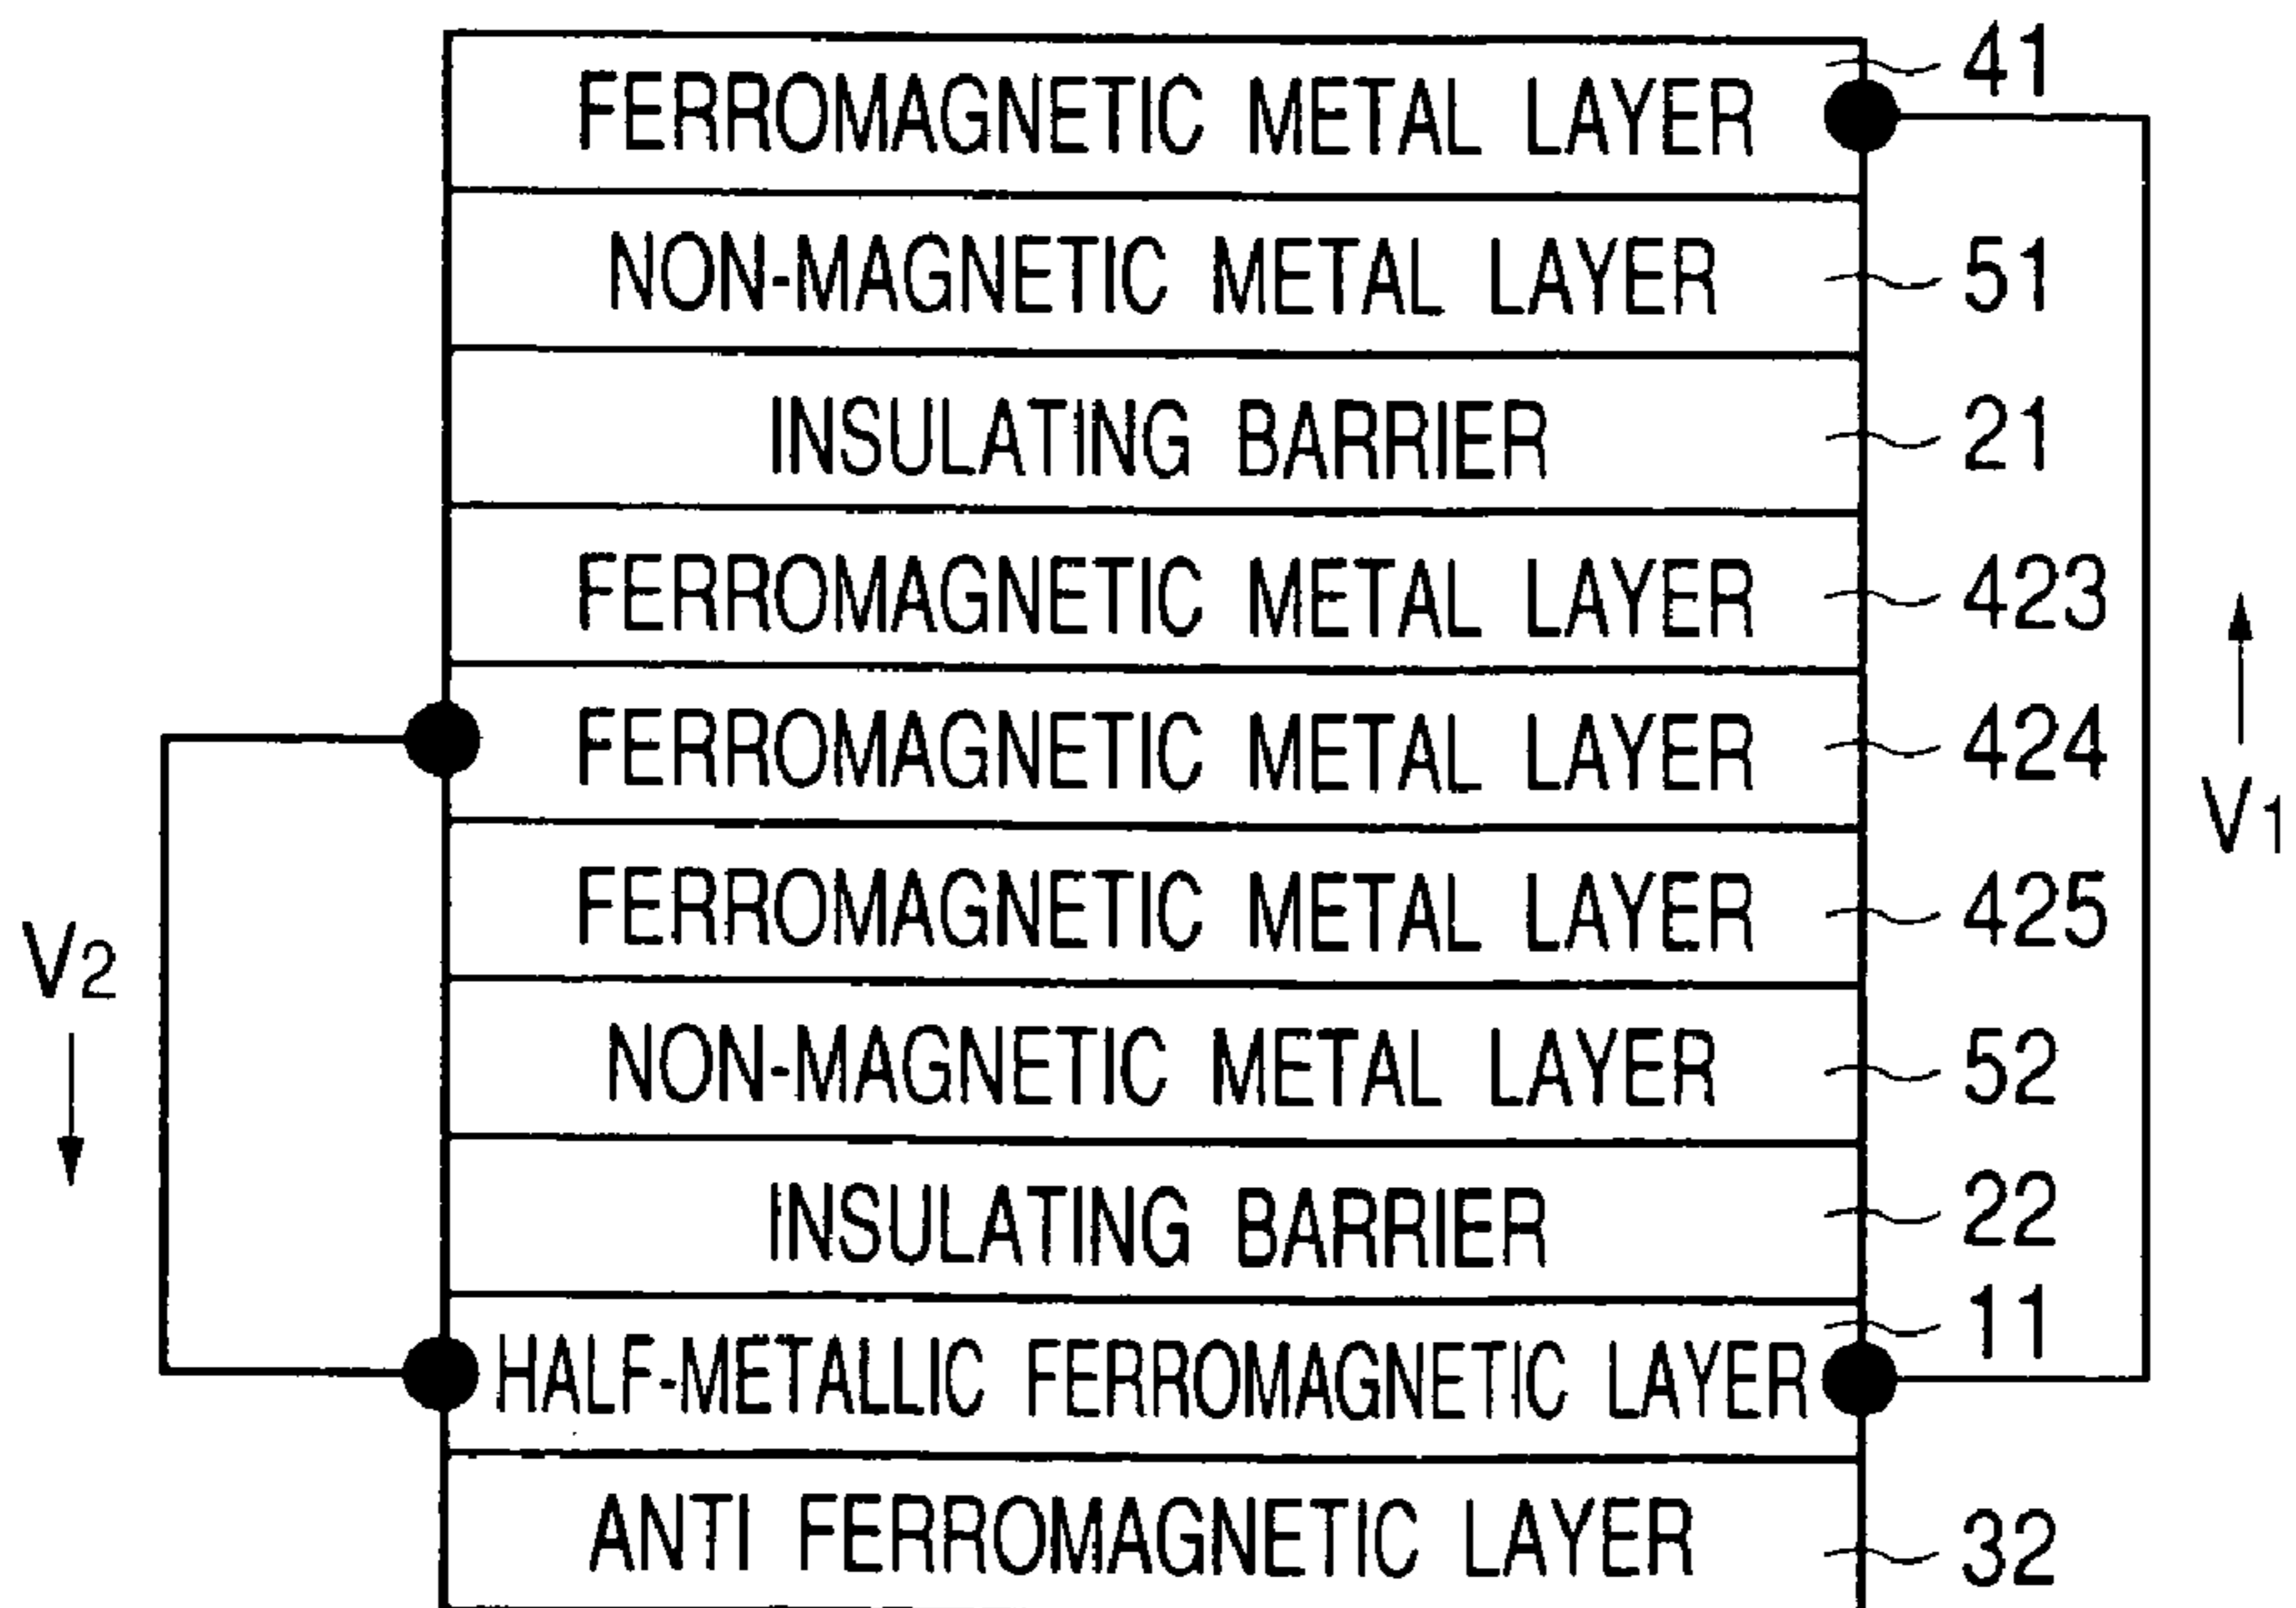 FERROMAGNETIC METAL LAYER 41
NON-MAGNETIC METAL LAYER 51
INSULATING BARRIER 21
FERROMAGNETIC METAL LAYER 423
FERROMAGNETIC METAL LAYER 424
V1
FERROMAGNETIC METAL LAYER 425
V2
NON-MAGNETIC METAL LAYER 52
INSULATING BARRIER 22
HALF-METALLIC FERROMAGNETIC LAYER 11
ANTI FERROMAGNETIC LAYER 32